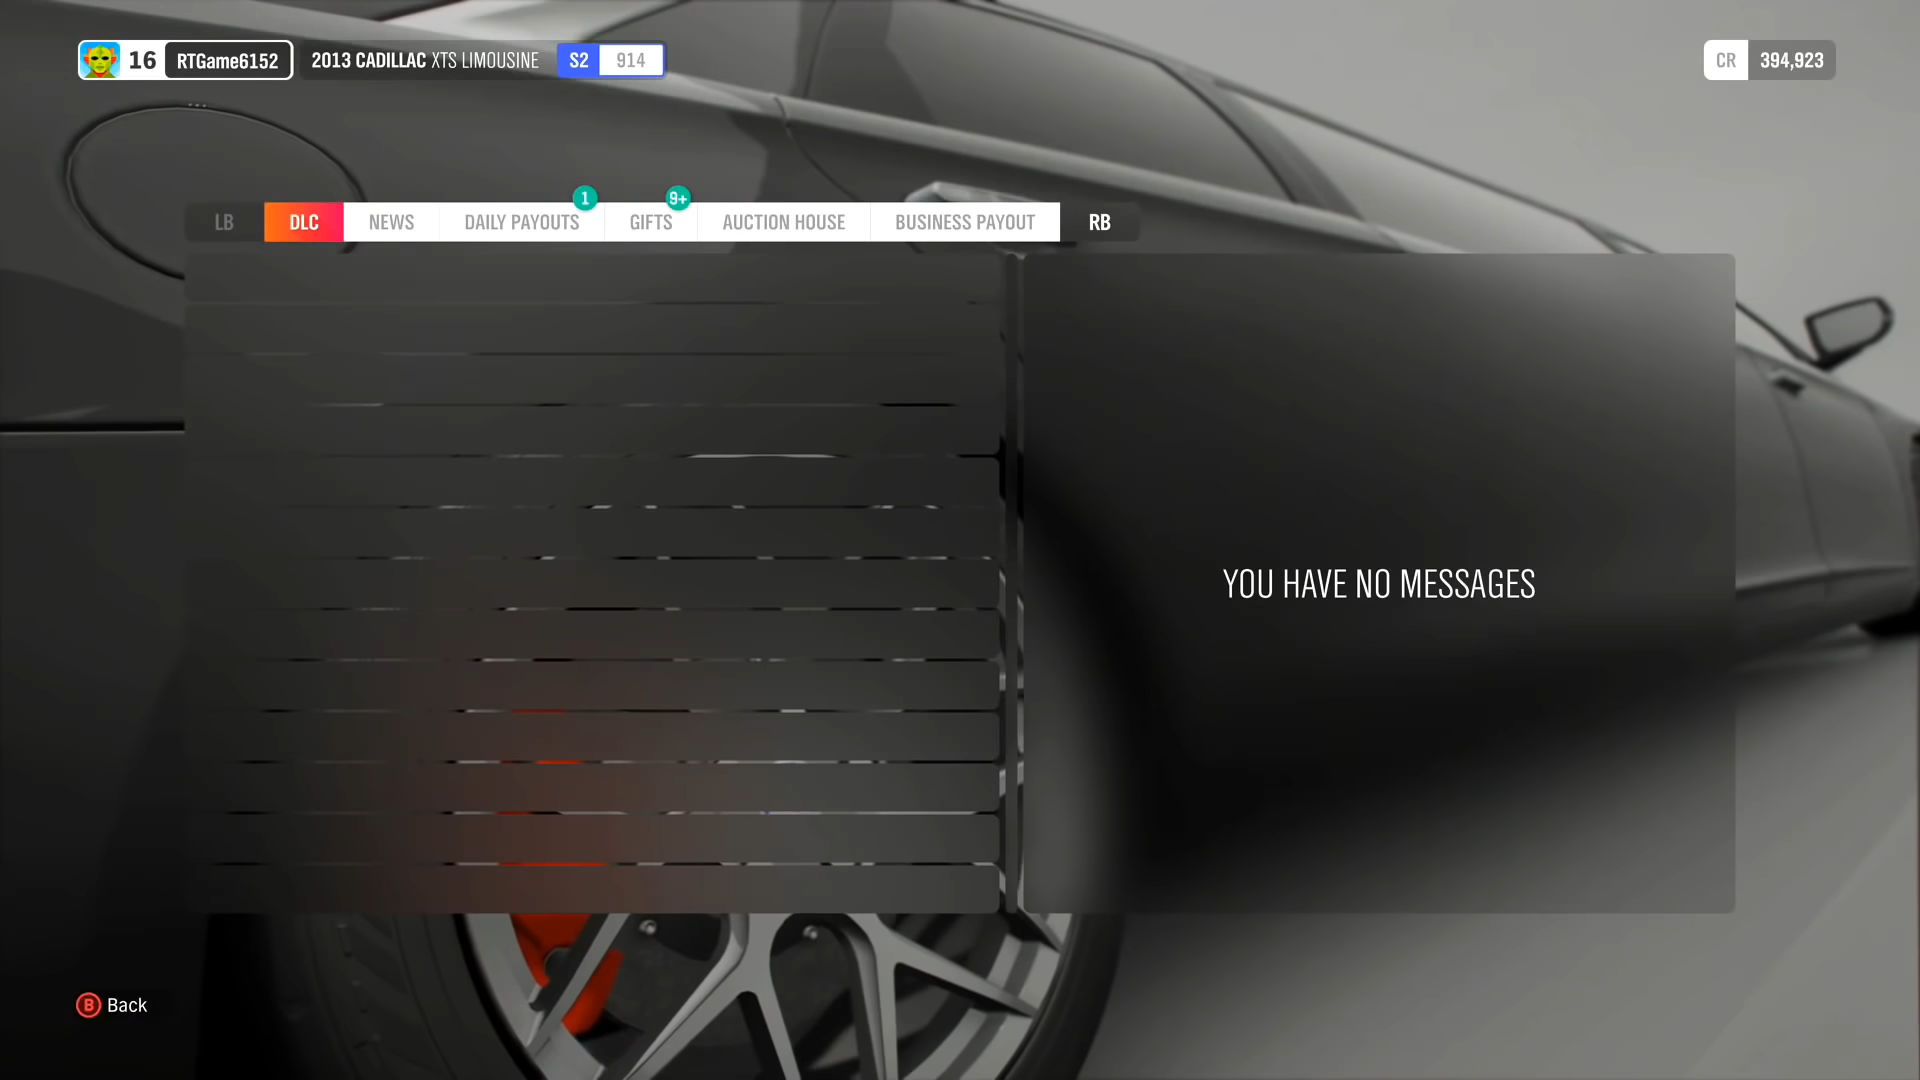 16 RTGame6152 2013 CADILLAC XTS LIMOUSINE S2 914 CR 394,923
1 9+
LB DLC NEWS DAILY PAYOUTS GIFTS AUCTION HOUSE BUSINESS PAYOUT RB
YOU HAVE NO MESSAGES
B Back